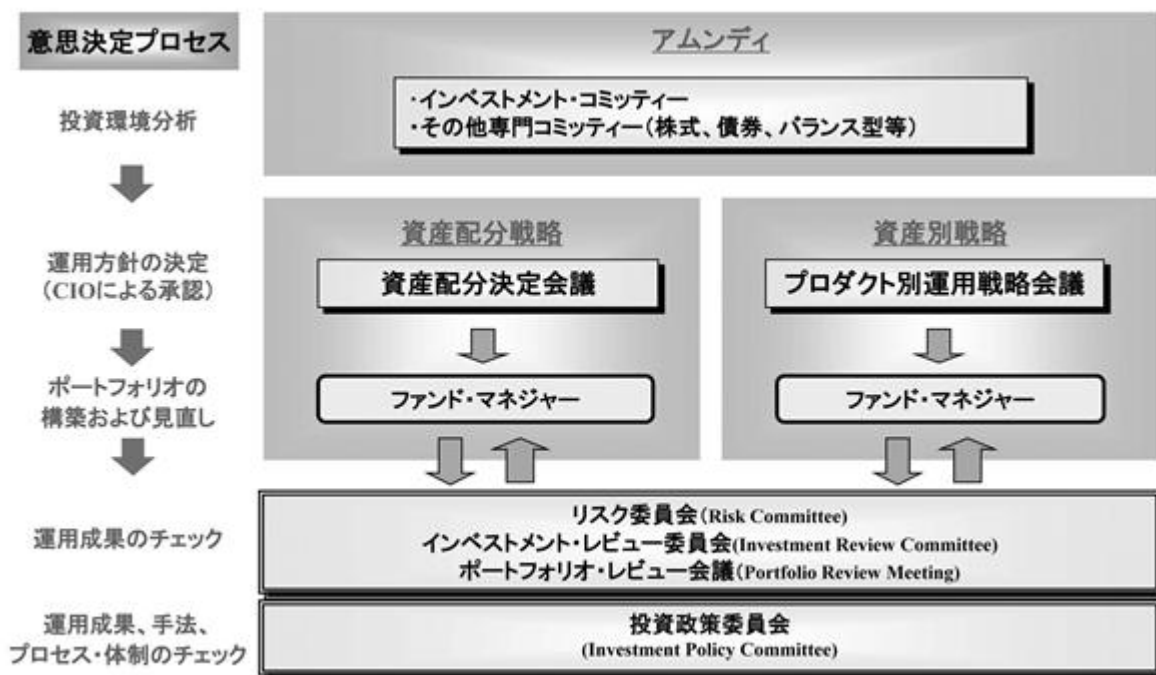 意思決定プロセス
アムンディ
投資環境分析
・インベストメント・コミッティー
・その他専門コミッティー(株式、債券、バランス型等)
運用方針の決定
(CIOによる承認)
資産配分戦略
資産配分決定会議
資産別戦略
プロダクト別運用戦略会議
ポートフォリオの
構築および見直し
ファンド・マネジャー
ファンド・マネジャー
運用成果のチェック
リスク委員会(Risk Committee)
インベストメント・レビュー委員会(Investment Review Committee)
ポートフォリオ・レビュー会議(Portfolio Review Meeting)
運用成果、手法、
プロセス・体制のチェック
投資政策委員会
(Investment Policy Committee)